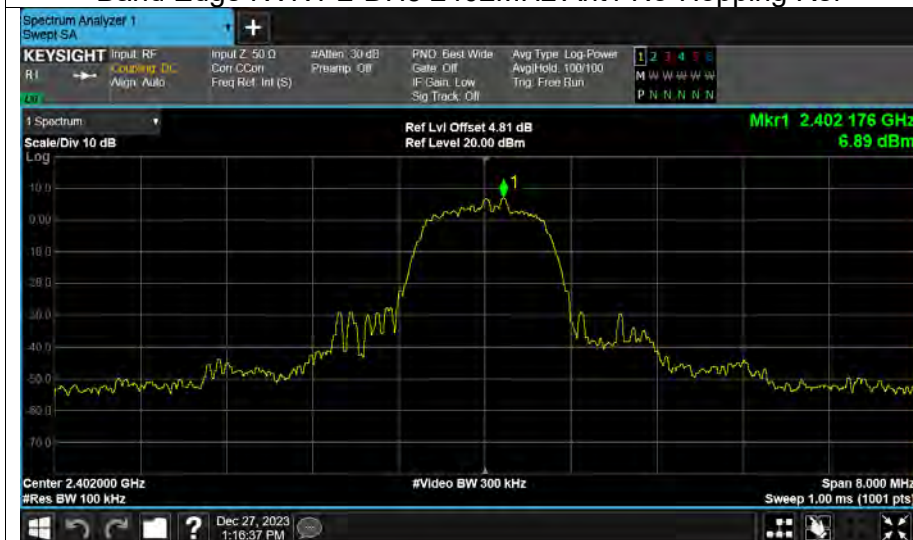 Spectrum Analyzer 1
Swept SA
+
KEYSIGHT Input: RF Input Z: 50 Ω #Atten: 30 dB PNO: Best Wide Avg Type: Log-Power 1 2 3 4 5 6
RL Coupling: DC Corr CCorr Preamp: Off Gate: Off Avg|Hold: 100/100 M W W W W W
Align: Auto Freq Ref: Int (S) IF Gain: Low Trig: Free Run
Sig Track: Off P N N N N N
1 Spectrum
Ref Lvl Offset 4.81 dB Mkr1 2.402 176 GHz
Scale/Div 10 dB Ref Level 20.00 dBm 6.89 dBm
Log
10.0
1
0.00
-10.0
-20.0
-30.0
-40.0
-50.0
-60.0
-70.0
Center 2.402000 GHz #Video BW 300 kHz Span 8.000 MHz
#Res BW 100 kHz Sweep 1.00 ms (1001 pts)
? Dec 27, 2023
1:16:37 PM